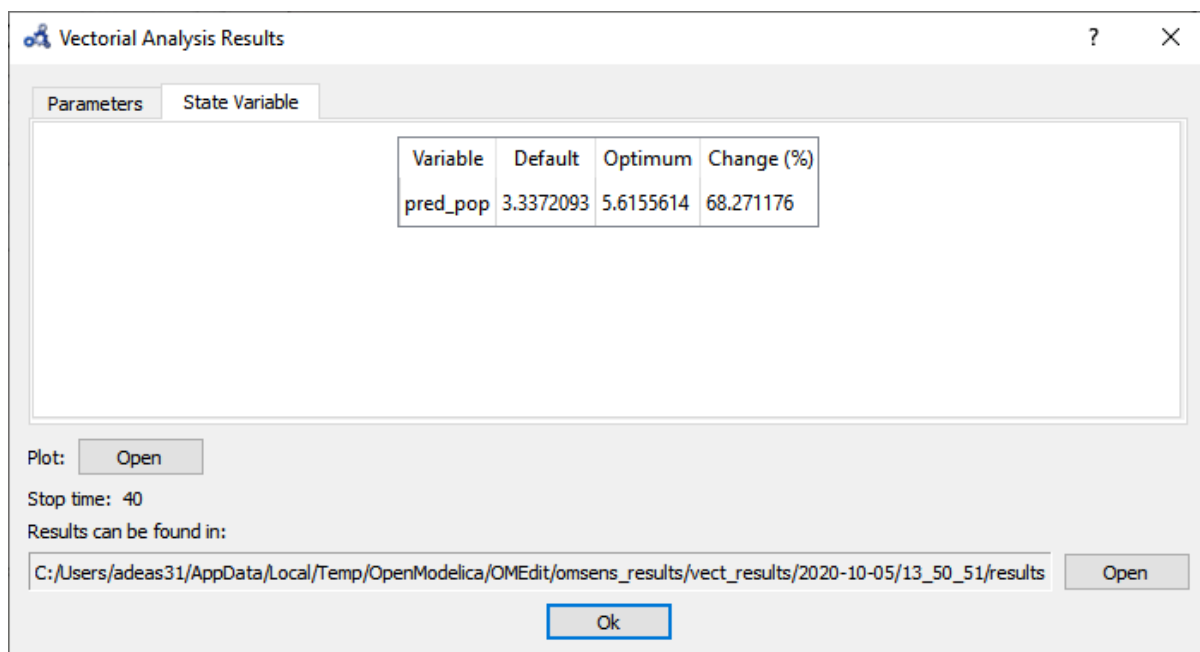 Vectorial Analysis Results ?
Parameters State Variable
Variable Default Optimum Change (%)
pred_pop 3.3372093 5.6155614 68.271176
Plot: Open
Stop time: 40
Results can be found in:
C:/Users/adeas31/AppData/Local/Temp/OpenModelica/OMEdit/omsens_results/vect_results/2020-10-05/13_50_51/results Open
Ok